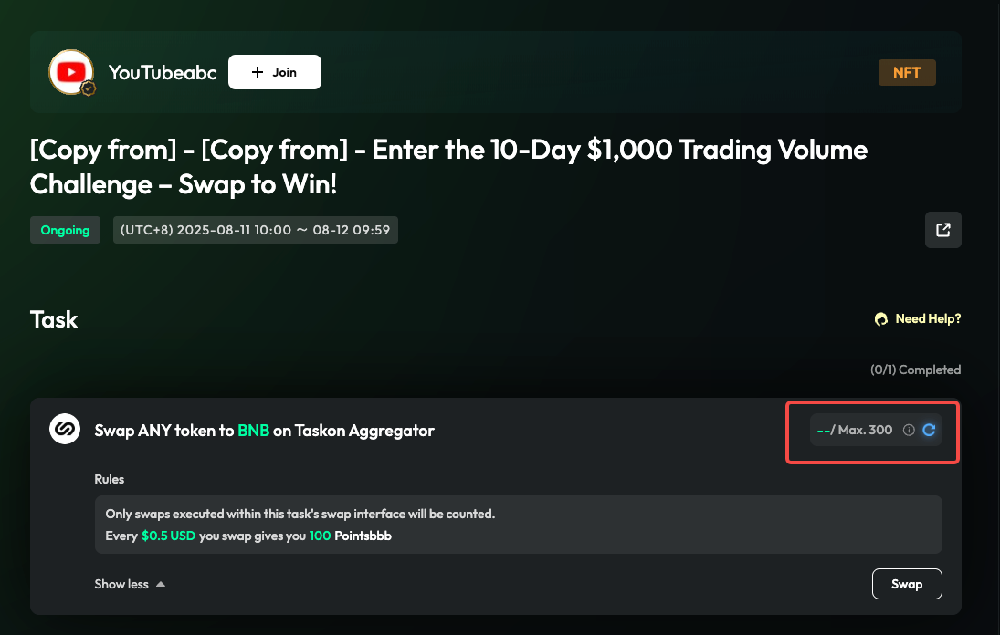 YouTubeabc
+ Join
NFT
[Copy from] - [Copy from] - Enter the 10-Day $1,000 Trading Volume
Challenge – Swap to Win!
Ongoing
(UTC+8) 2025-08-11 10:00 ~ 08-12 09:59
Task
Need Help?
(0/1) Completed
Swap ANY token to BNB on Taskon Aggregator
--/ Max. 300
Rules
Only swaps executed within this task's swap interface will be counted.
Every $0.5 USD you swap gives you 100 Pointsbbb
Show less
Swap